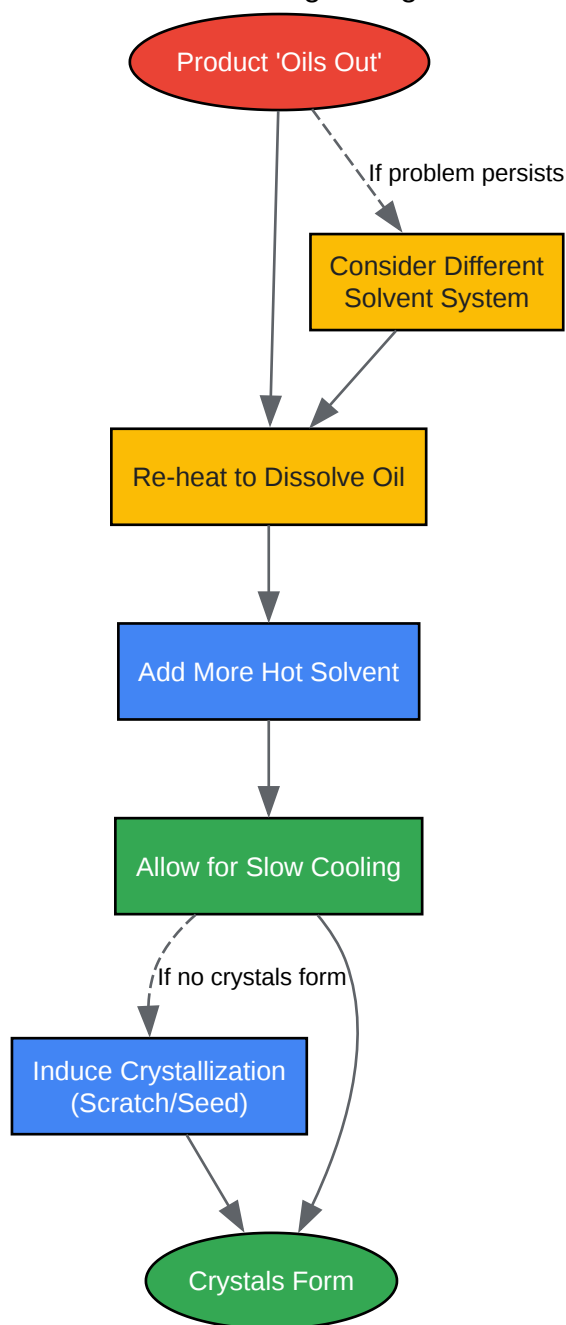 Product 'Oils Out'
If problem persists
Consider Different
Solvent System
Re-heat to Dissolve Oil
Add More Hot Solvent
Allow for Slow Cooling
If no crystals form
Induce Crystallization
(Scratch/Seed)
Crystals Form